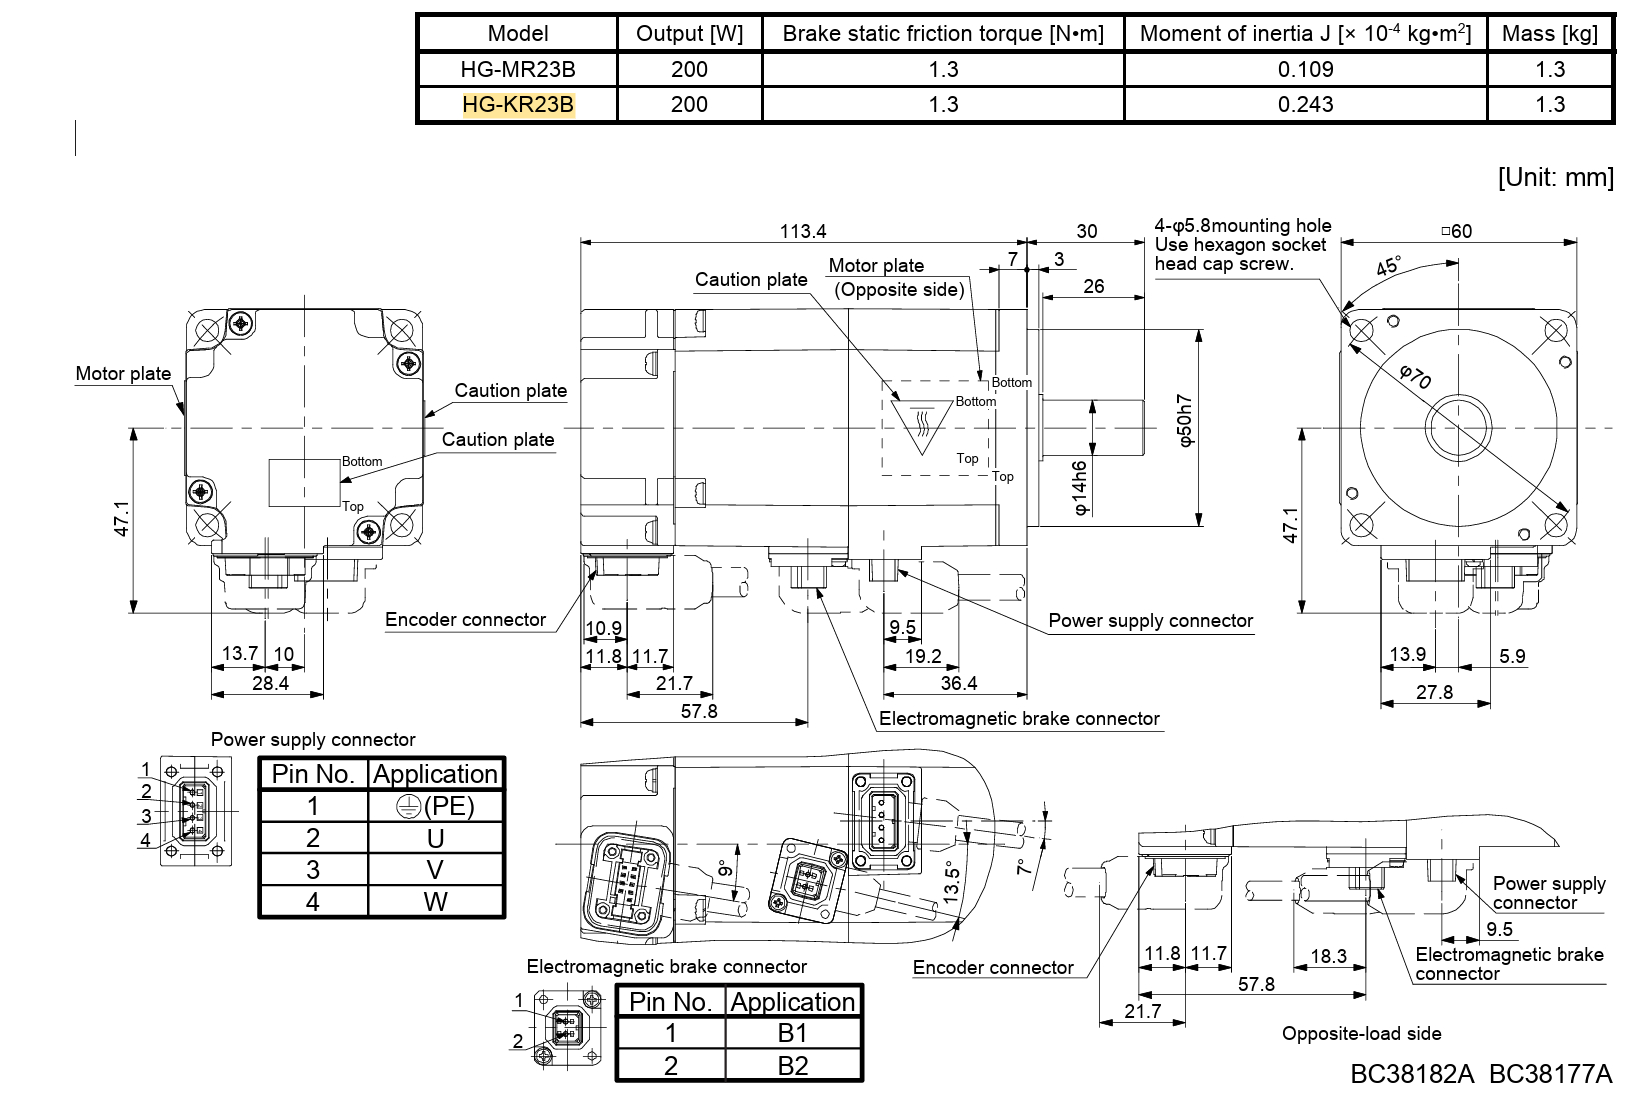 Model Output [W] Brake static friction torque [N•m] Moment of inertia J [× 10-4 kg•m2] Mass [kg]
HG-MR23B 200 1.3 0.109 1.3
HG-KR23B 200 1.3 0.243 1.3
[Unit: mm]
113.4
30
4-φ5.8mounting hole
Use hexagon socket
head cap screw.
□60
7
3
45°
Motor plate
(Opposite side)
Caution plate
26
Motor plate
Caution plate
Caution plate
Bottom
Top
Bottom
Bottom
Top
Top
φ14h6
φ50h7
φ70
47.1
47.1
Encoder connector
Power supply connector
10.9
9.5
13.7
10
11.8
11.7
19.2
13.9
5.9
28.4
21.7
36.4
27.8
57.8
Electromagnetic brake connector
Power supply connector
1
2
3
4
Pin No. Application
1 (PE)
2 U
3 V
4 W
9°
13.5°
7°
Power supply
connector
9.5
Electromagnetic brake
connector
Encoder connector
11.8
11.7
18.3
57.8
21.7
Electromagnetic brake connector
1
2
Pin No. Application
1 B1
2 B2
Opposite-load side
BC38182A BC38177A